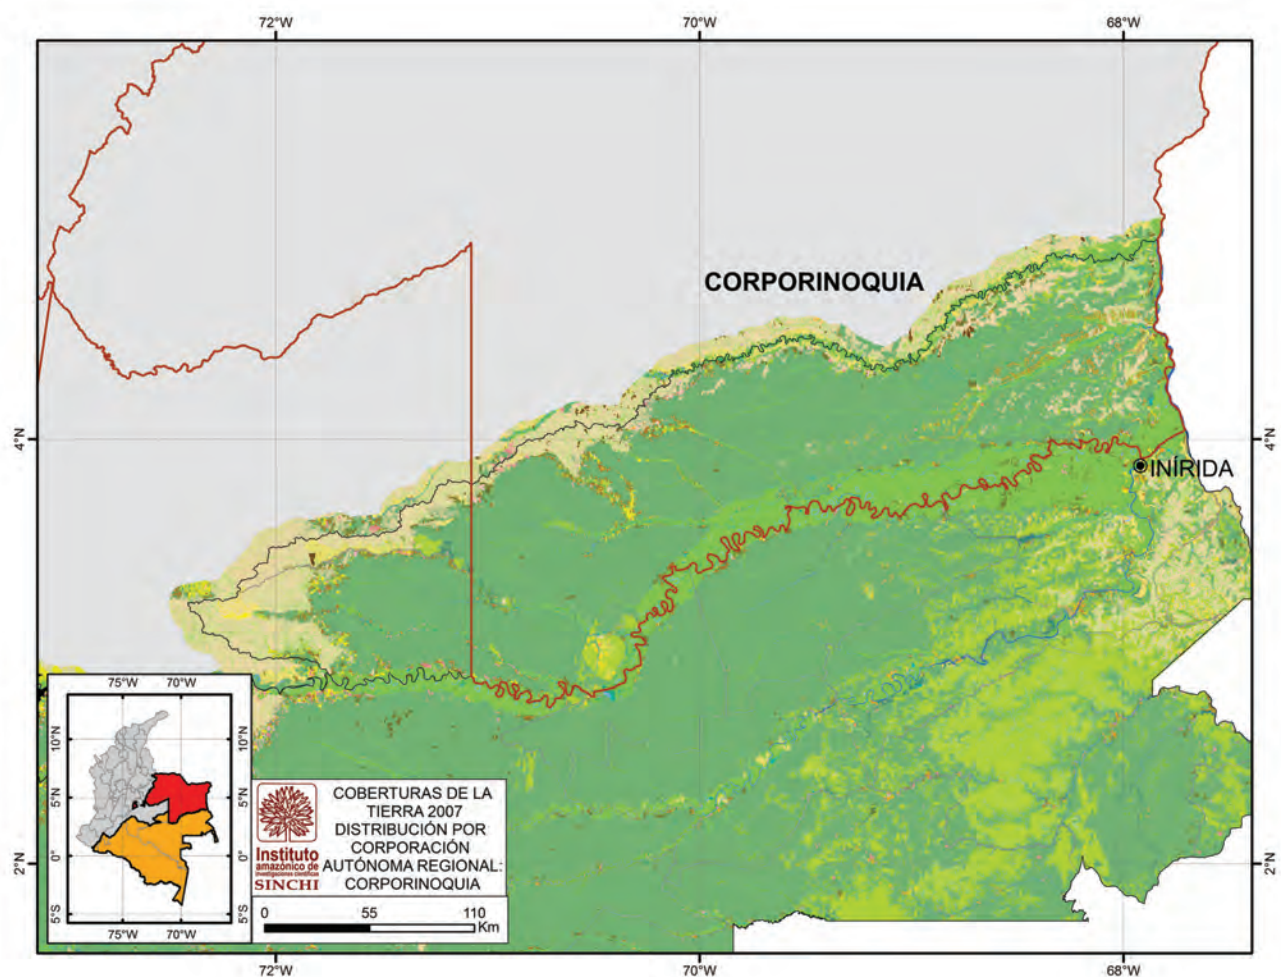 72°W
70°W
68°W
CORPORINOQUIA
4°N
4°N
INÍRIDA
75°W
70°W
10°N
10°N
5°N
5°N
0°
0°
5°S
5°S
75°W
70°W
Instituto
amazónico de
investigaciones científicas
SINCHI
COBERTURAS DE LA
TIERRA 2007
DISTRIBUCIÓN POR
CORPORACIÓN
AUTÓNOMA REGIONAL:
CORPORINOQUIA
0
55
110
Km
2°N
2°N
72°W
70°W
68°W